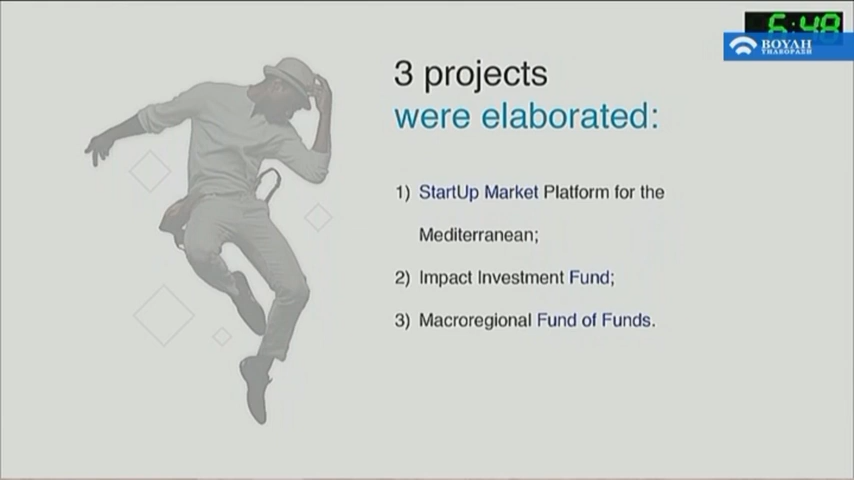 6:48
ΒΟΥΛΗ
ΤΗΛΕΟΡΑΣΗ
3 projects
were elaborated:
1) StartUp Market Platform for the
Mediterranean;
2) Impact Investment Fund;
3) Macroregional Fund of Funds.